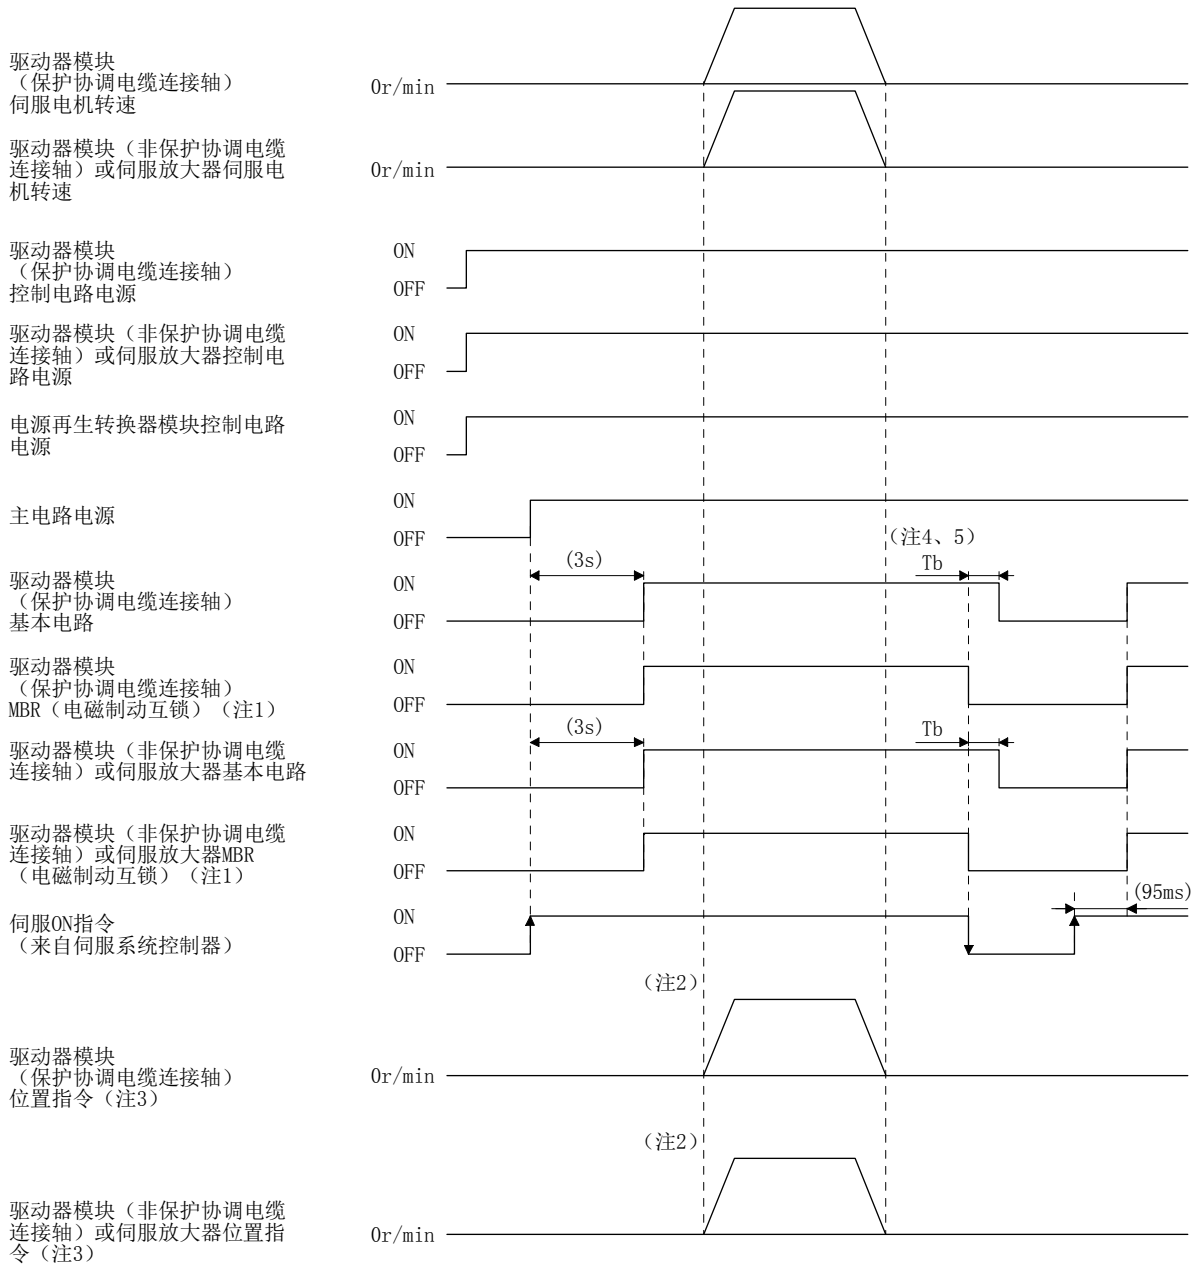 驱动器模块
（保护协调电缆连接轴）
伺服电机转速
0r/min
驱动器模块（非保护协调电缆
连接轴）或伺服放大器伺服电
机转速
0r/min
驱动器模块
（保护协调电缆连接轴）
控制电路电源
ON
OFF
驱动器模块（非保护协调电缆
连接轴）或伺服放大器控制电
路电源
ON
OFF
电源再生转换器模块控制电路
电源
ON
OFF
主电路电源
ON
OFF
（注4、5）
驱动器模块
（保护协调电缆连接轴）
基本电路
ON
OFF
(3s)
Tb
驱动器模块
（保护协调电缆连接轴）
MBR（电磁制动互锁）（注1）
ON
OFF
驱动器模块（非保护协调电缆
连接轴）或伺服放大器基本电路
ON
OFF
(3s)
Tb
驱动器模块（非保护协调电缆
连接轴）或伺服放大器MBR
（电磁制动互锁）（注1）
ON
OFF
(95ms)
伺服ON指令
（来自伺服系统控制器）
ON
OFF
（注2）
驱动器模块
（保护协调电缆连接轴）
位置指令（注3）
0r/min
（注2）
驱动器模块（非保护协调电缆
连接轴）或伺服放大器位置指
令（注3）
0r/min